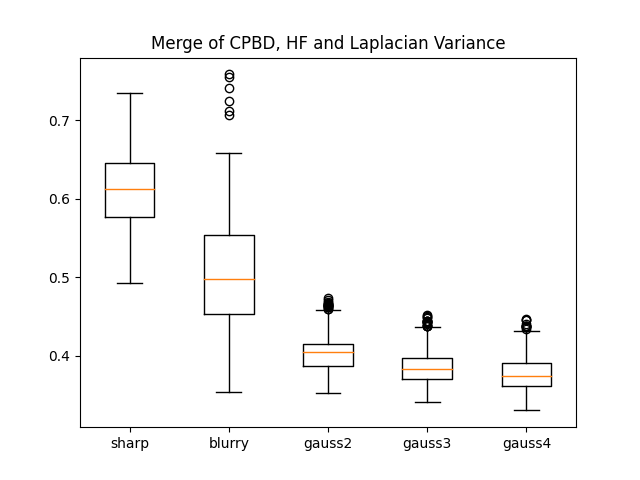 Merge of CPBD, HF and Laplacian Variance
0.7
0.6
0.5
0.4
sharp blurry gauss2 gauss3 gauss4